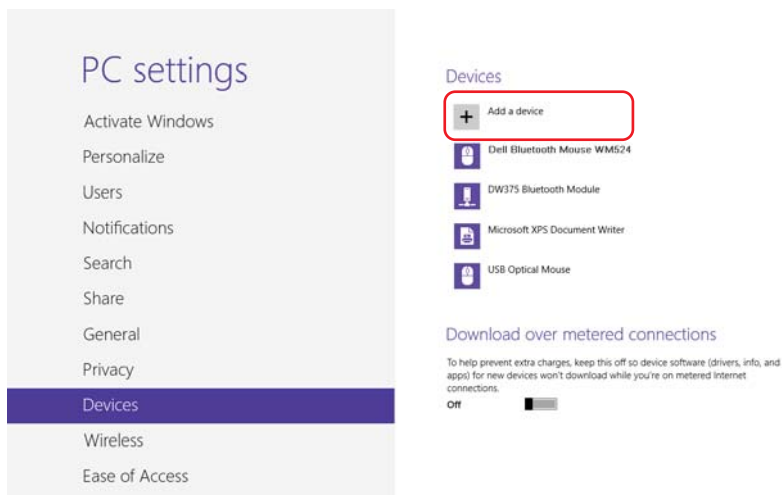 PC settings
Activate Windows
Personalize
Users
Notifications
Search
Share
General
Privacy
Devices
Wireless
Ease of Access
Devices
Add a device
Dell Bluetooth Mouse WM524
DW375 Bluetooth Module
Microsoft XPS Document Writer
USB Optical Mouse
Download over metered connections
To help prevent extra charges, keep this off so device software (drivers, info, and
apps) for new devices won't download while you're on metered Internet
connections.
Off